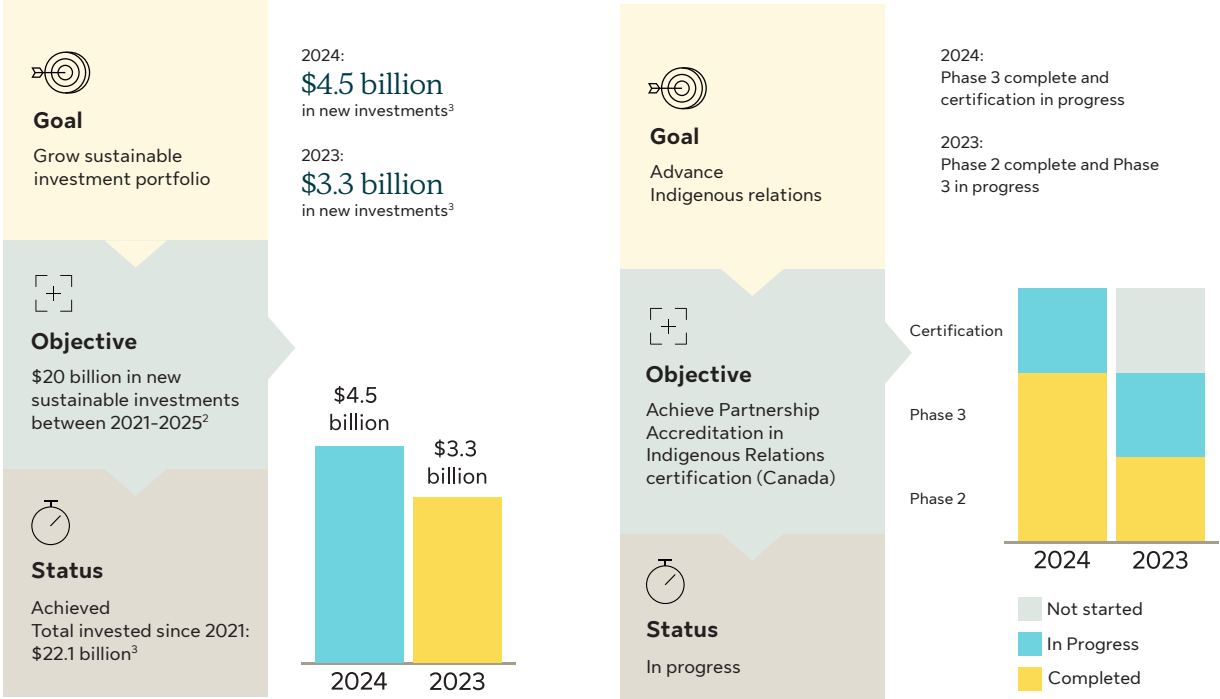 Goal
Grow sustainable
investment portfolio
Objective
$20 billion in new
sustainable investments
between 2021-2025²
Status
Achieved
Total invested since 2021:
$22.1 billion³
2024:
$4.5 billion
in new investments³
2023:
$3.3 billion
in new investments³
$4.5
billion
$3.3
billion
2024 2023
Goal
Advance
Indigenous relations
Objective
Achieve Partnership
Accreditation in
Indigenous Relations
certification (Canada)
Status
In progress
2024:
Phase 3 complete and
certification in progress
2023:
Phase 2 complete and Phase
3 in progress
Certification
Phase 3
Phase 2
2024 2023
Not started
In Progress
Completed